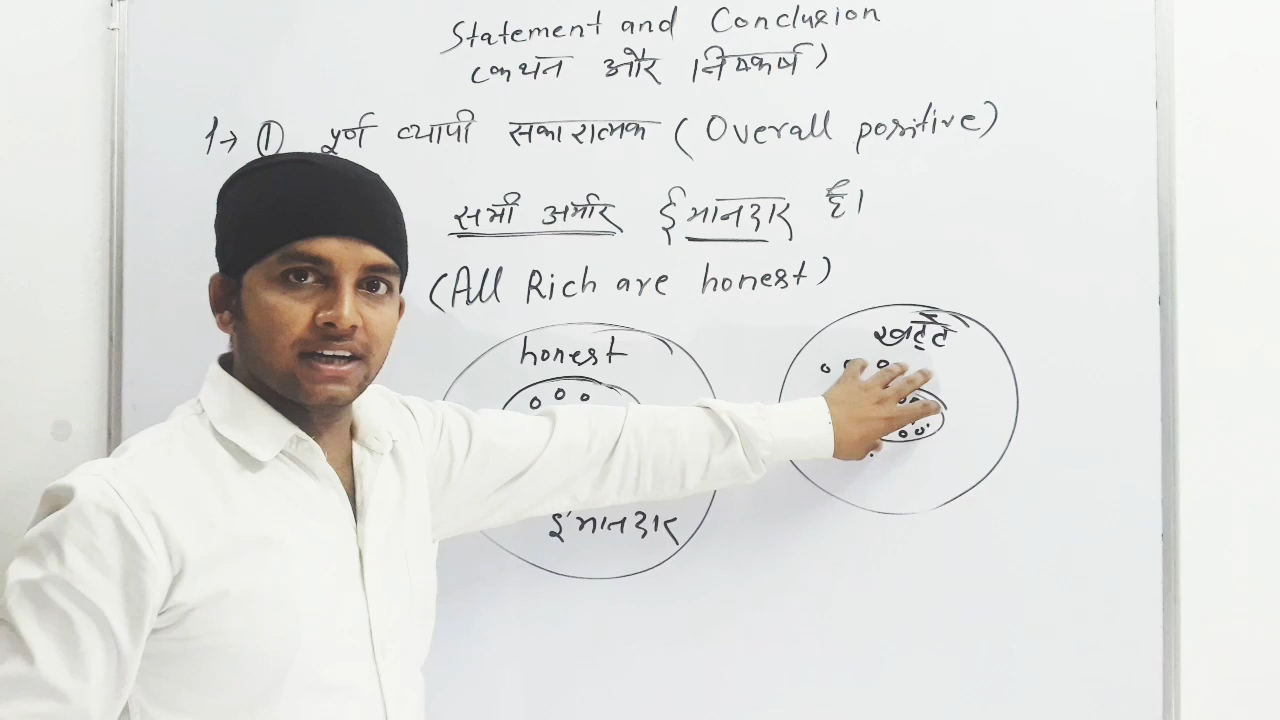 Statement and Conclusion
(कथन और निष्कर्ष)
1→ ① पूर्ण व्यापी सकारात्मक (Overall positive)
सभी अमीर ईमानदार है।
(All Rich are honest)
honest
ईमानदार